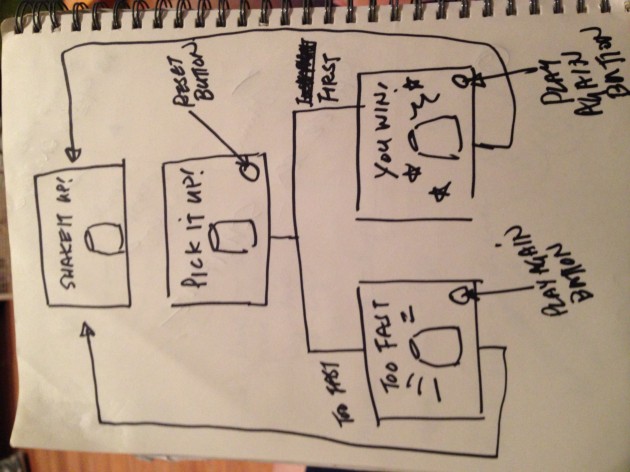 SHAKE IT UP!
RESET
BUTTON
PICK IT UP!
FIRST
YOU WIN!
PLAY
AGAIN
BUTTON
TOO FAST
TOO FAST
PLAY AGAIN
BUTTON